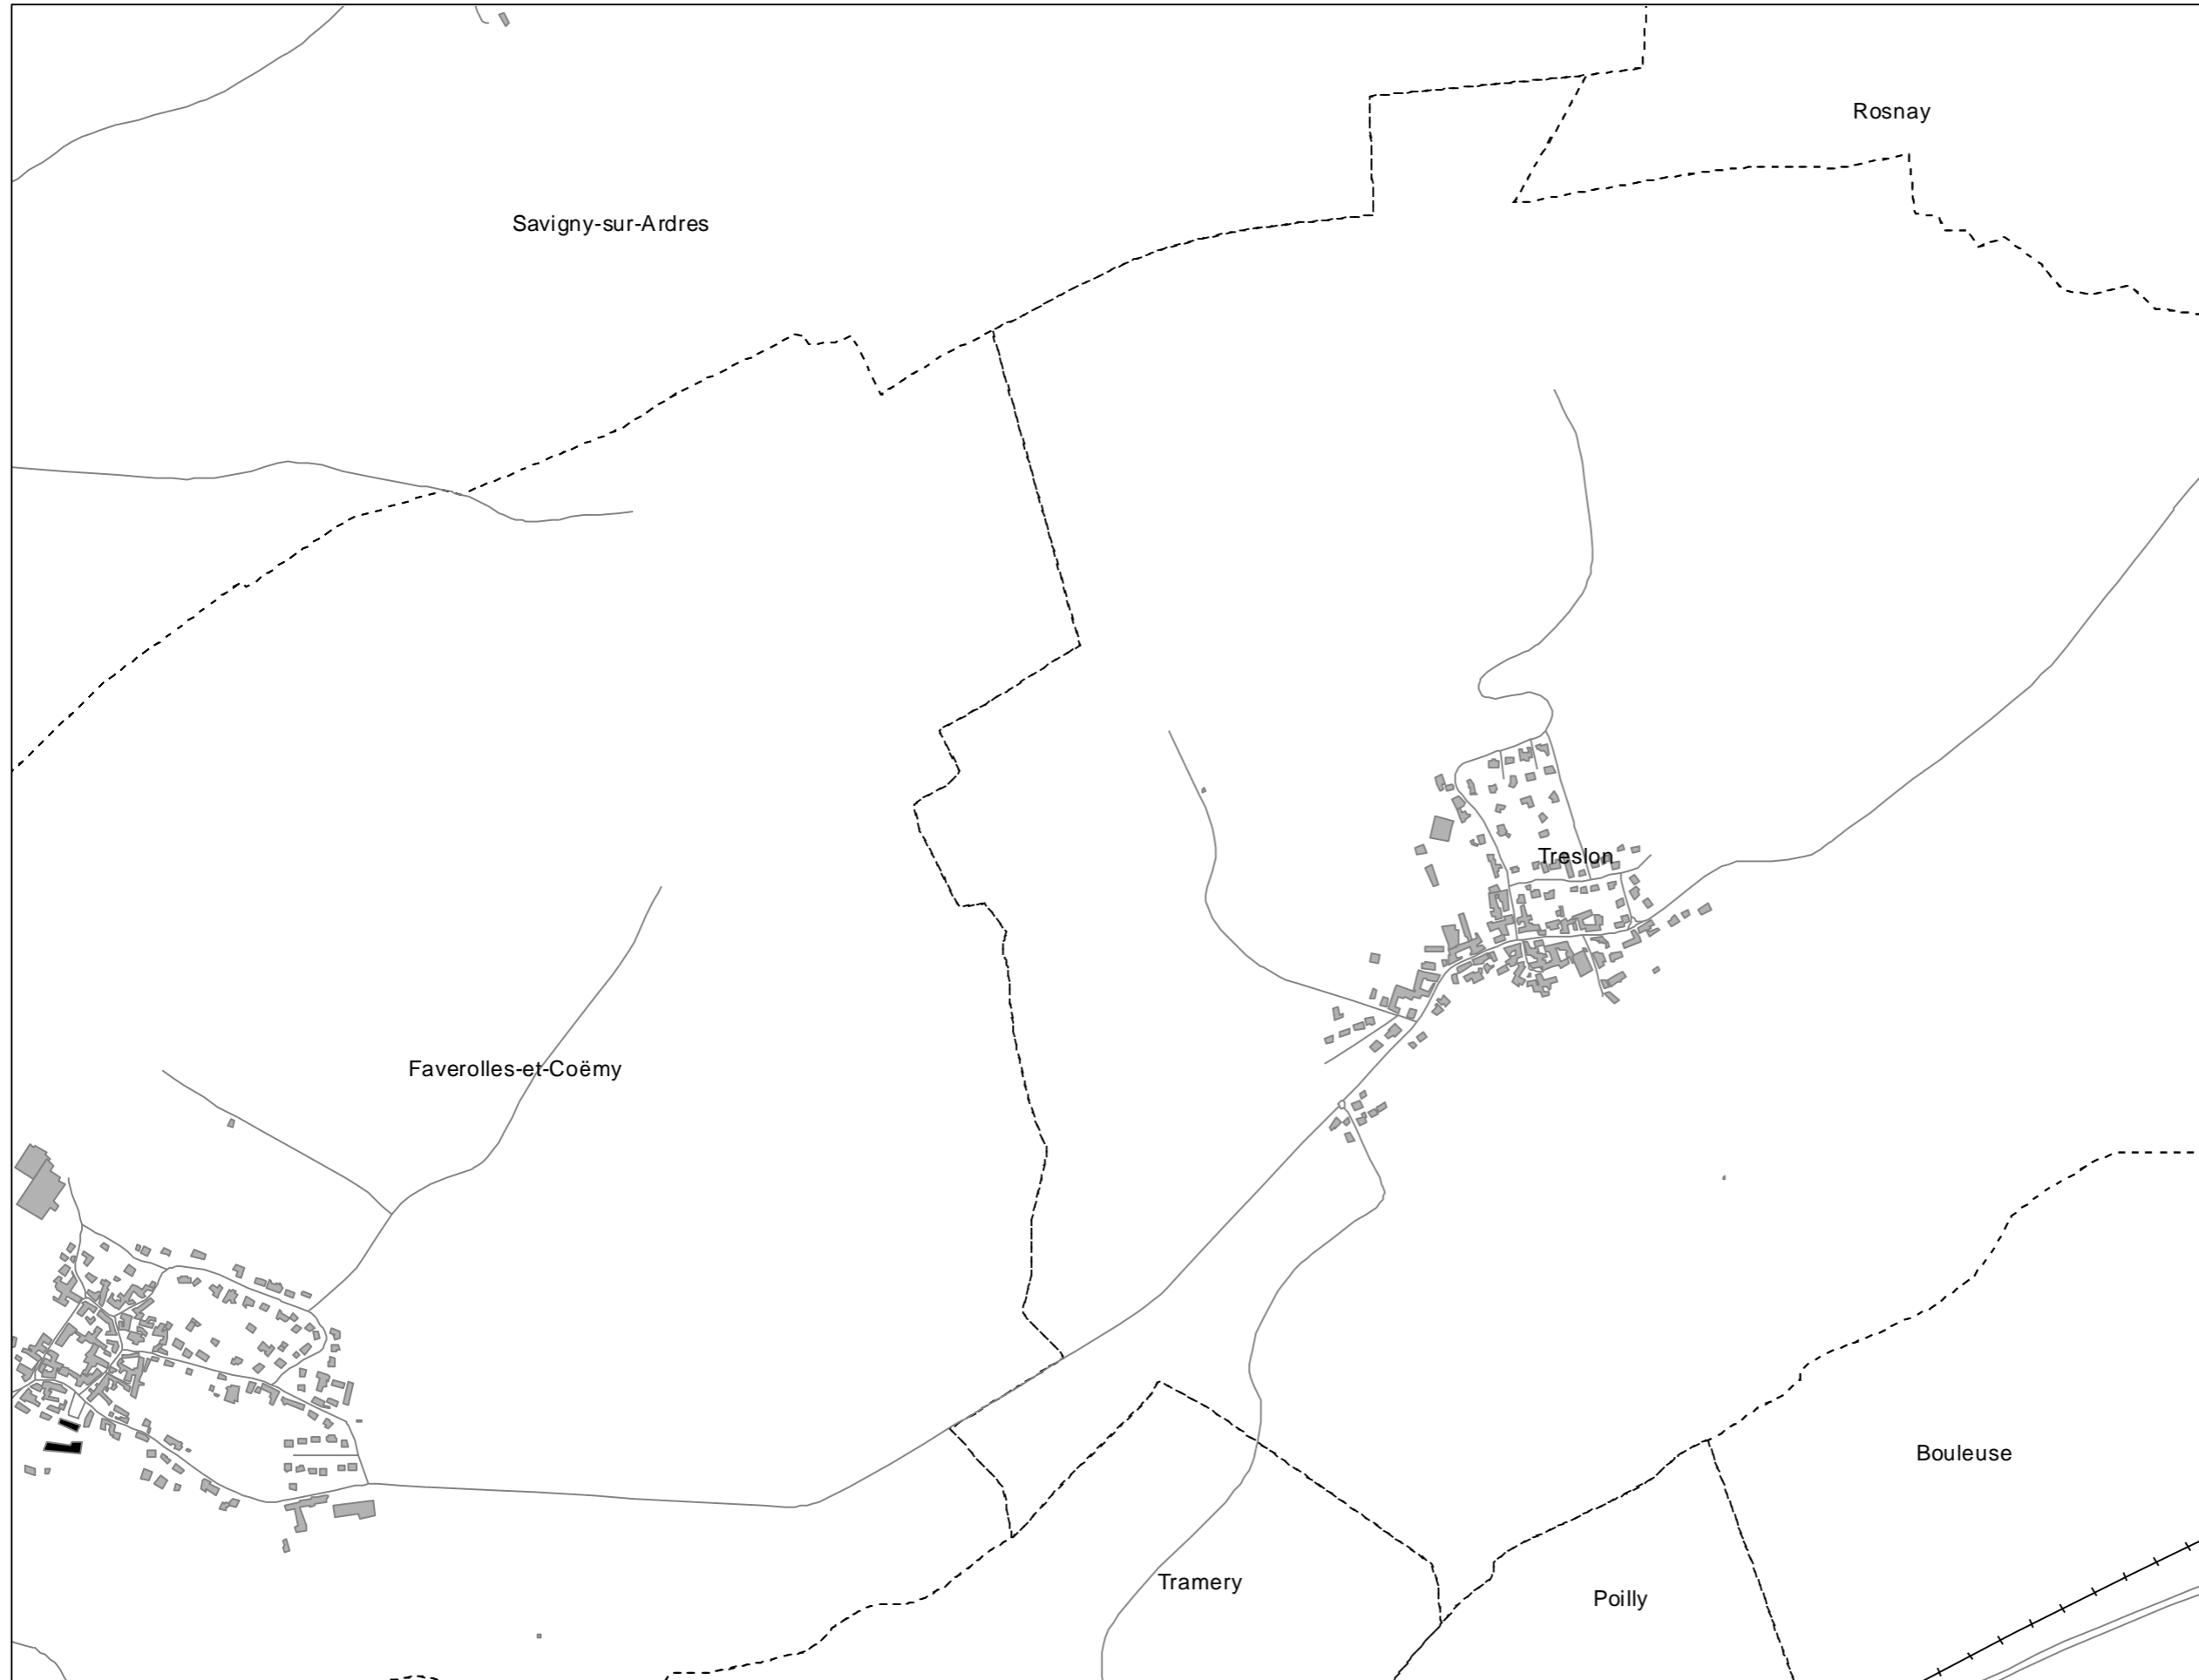 Rosnay
Savigny-sur-Ardres
Treslon
Faverolles-et-Coëmy
Bouleuse
Tramery
Poilly